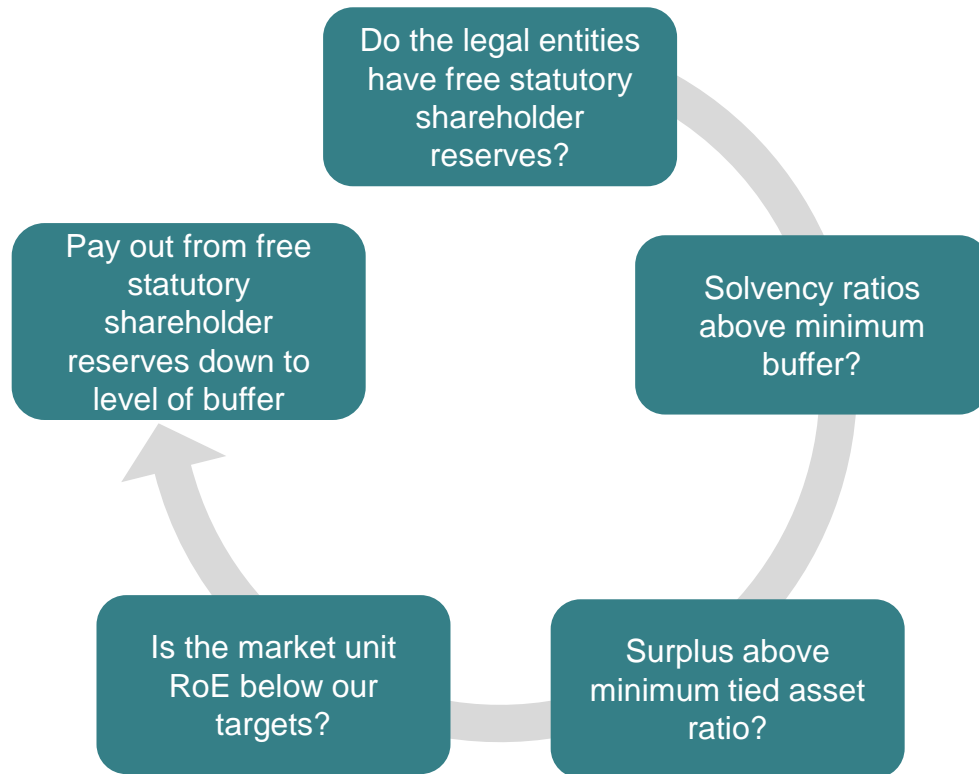 Do the legal entities
have free statutory
shareholder
reserves?
Solvency ratios
above minimum
buffer?
Surplus above
minimum tied asset
ratio?
Is the market unit
RoE below our
targets?
Pay out from free
statutory
shareholder
reserves down to
level of buffer